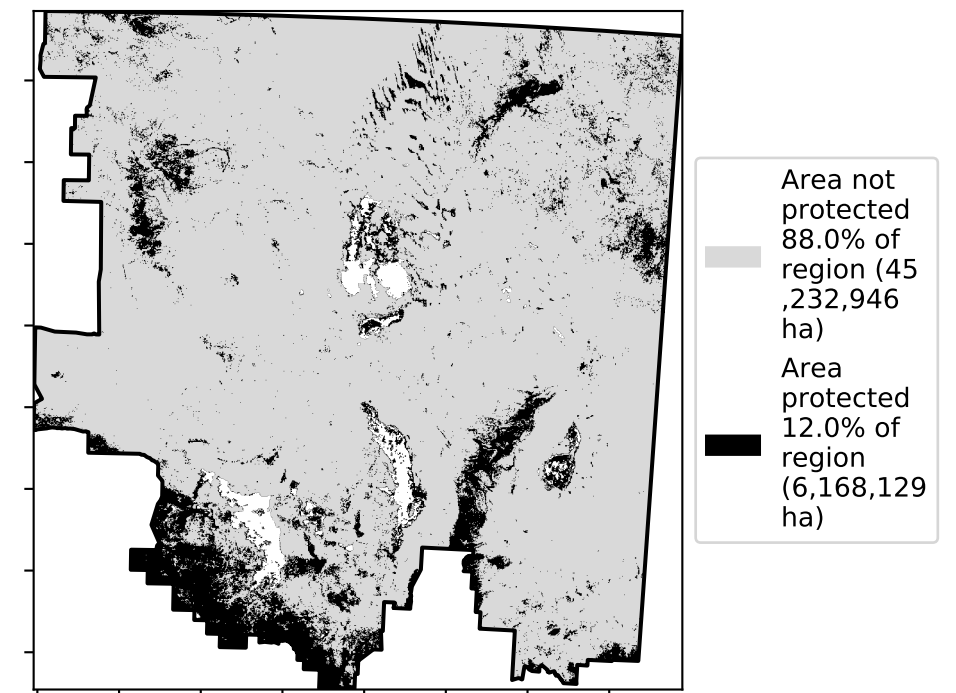 Area not
protected
88.0% of
region (45
,232,946
ha)
Area
protected
12.0% of
region
(6,168,129
ha)